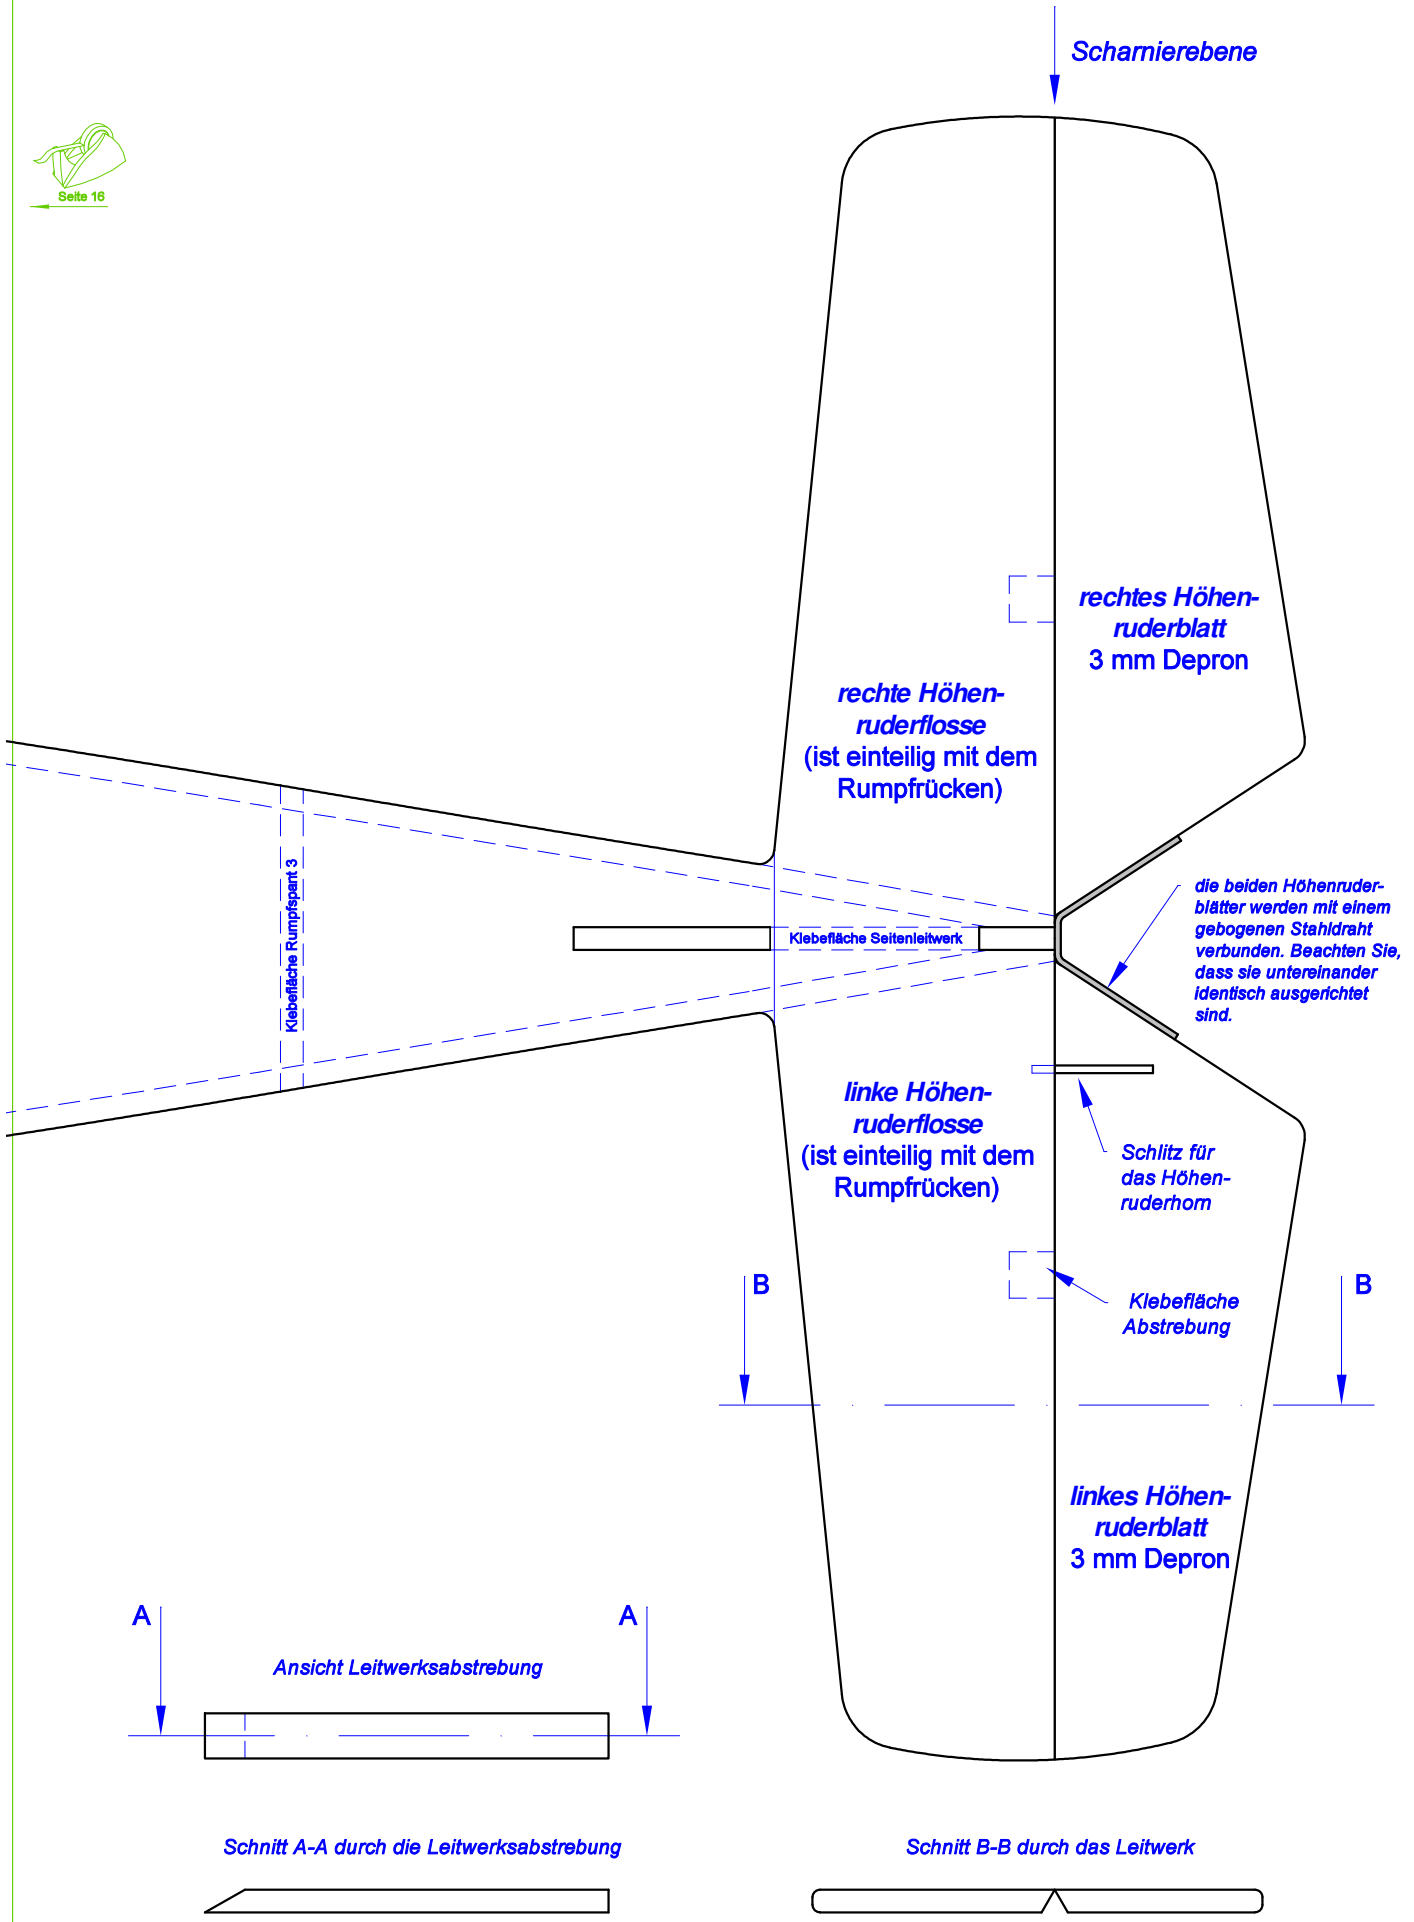 Scharnierebene
Seite 16
rechtes Höhen-
ruderblatt
3 mm Depron
rechte Höhen-
ruderflosse
(ist einteilig mit dem
Rumpfrücken)
Klebefläche Rumpfspant 3
Klebefläche Seitenleitwerk
die beiden Höhenruder-
blätter werden mit einem
gebogenen Stahldraht
verbunden. Beachten Sie,
dass sie untereinander
identisch ausgerichtet
sind.
linke Höhen-
ruderflosse
(ist einteilig mit dem
Rumpfrücken)
Schlitz für
das Höhen-
ruderhorn
B
B
Klebefläche
Abstrebung
linkes Höhen-
ruderblatt
3 mm Depron
A
A
Ansicht Leitwerksabstrebung
Schnitt A-A durch die Leitwerksabstrebung
Schnitt B-B durch das Leitwerk